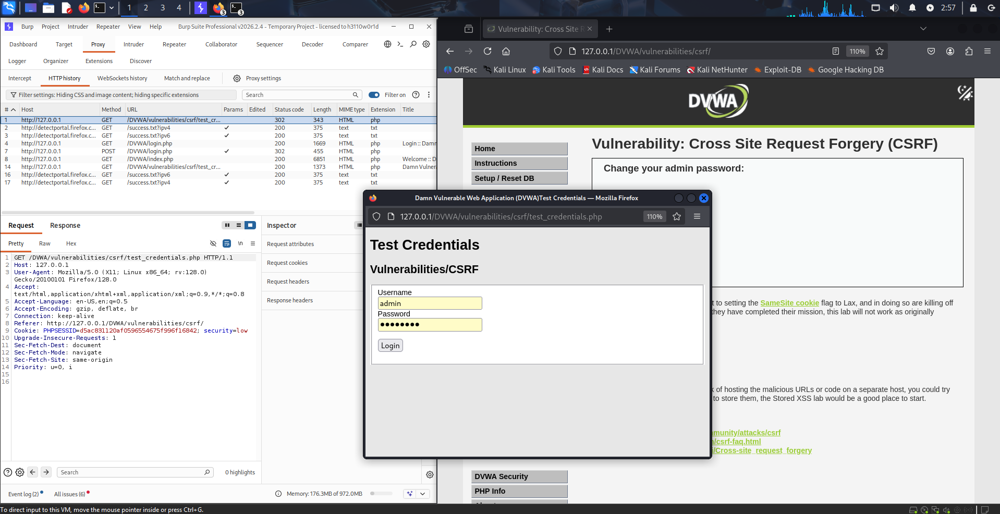 1 2 3 4 3 3 2:57
Burp Project Intruder Repeater View Help Burp Suite Professional v2026.2.4 - Temporary Project - licensed to h3110w0r1d
Dashboard Target Proxy Intruder Repeater Collaborator Sequencer Decoder Comparer
Logger Organizer Extensions Discover
Intercept HTTP history WebSockets history Match and replace Proxy settings
Filter settings: Hiding CSS and image content; hiding specific extensions Search Filter on
# Host Method URL Params Edited Status code Length MIME type Extension Title
1 http://127.0.0.1 GET /DVWA/vulnerabilities/csrf/test_cr... 302 343 HTML php
2 http://detectportal.firefox.c... GET /success.txt?ipv4 ✓ 200 375 text txt
3 http://detectportal.firefox.c... GET /success.txt?ipv6 ✓ 200 375 text txt
4 http://127.0.0.1 GET /DVWA/login.php 200 1669 HTML php Login :: Damn
7 http://127.0.0.1 POST /DVWA/login.php ✓ 302 455 HTML php
8 http://127.0.0.1 GET /DVWA/index.php 200 6851 HTML php Welcome :: D
14 http://127.0.0.1 GET /DVWA/vulnerabilities/csrf/test_cr... 200 1373 HTML php Damn Vulnera
16 http://detectportal.firefox.c... GET /success.txt?ipv6 ✓ 200 375 text txt
17 http://detectportal.firefox.c... GET /success.txt?ipv4 ✓ 200 375 text txt
Request Response
Pretty Raw Hex \n
1 GET /DVWA/vulnerabilities/csrf/test_credentials.php HTTP/1.1
2 Host: 127.0.0.1
3 User-Agent: Mozilla/5.0 (X11; Linux x86_64; rv:128.0)
Gecko/20100101 Firefox/128.0
4 Accept:
text/html,application/xhtml+xml,application/xml;q=0.9,*/*;q=0.8
5 Accept-Language: en-US,en;q=0.5
6 Accept-Encoding: gzip, deflate, br
7 Connection: keep-alive
8 Referer: http://127.0.0.1/DVWA/vulnerabilities/csrf/
9 Cookie: PHPSESSID=d5ac831120af0596554675f996f16842; security=low
10 Upgrade-Insecure-Requests: 1
11 Sec-Fetch-Dest: document
12 Sec-Fetch-Mode: navigate
13 Sec-Fetch-Site: same-origin
14 Priority: u=0, i
15
16
Inspector
Request attributes
Request cookies
Request headers
Response headers
Search 0 highlights
Event log (2) All issues (6) Memory: 176.3MB of 972.0MB
Vulnerability: Cross Site R
127.0.0.1/DVWA/vulnerabilities/csrf/ 110%
OffSec Kali Linux Kali Tools Kali Docs Kali Forums Kali NetHunter Exploit-DB Google Hacking DB
DVWA
Home
Instructions
Setup / Reset DB
Vulnerability: Cross Site Request Forgery (CSRF)
Change your admin password:
Damn Vulnerable Web Application (DVWA)Test Credentials — Mozilla Firefox
127.0.0.1/DVWA/vulnerabilities/csrf/test_credentials.php 110%
Test Credentials
Vulnerabilities/CSRF
Username
admin
Password
●●●●●●●●
Login
t to setting the SameSite cookie flag to Lax, and in doing so are killing off
they have completed their mission, this lab will not work as originally
k of hosting the malicious URLs or code on a separate host, you could try
to store them, the Stored XSS lab would be a good place to start.
munity/attacks/csrf
/csrf-faq.html
i/Cross-site_request_forgery
DVWA Security
PHP Info
To direct input to this VM, move the mouse pointer inside or press Ctrl+G.